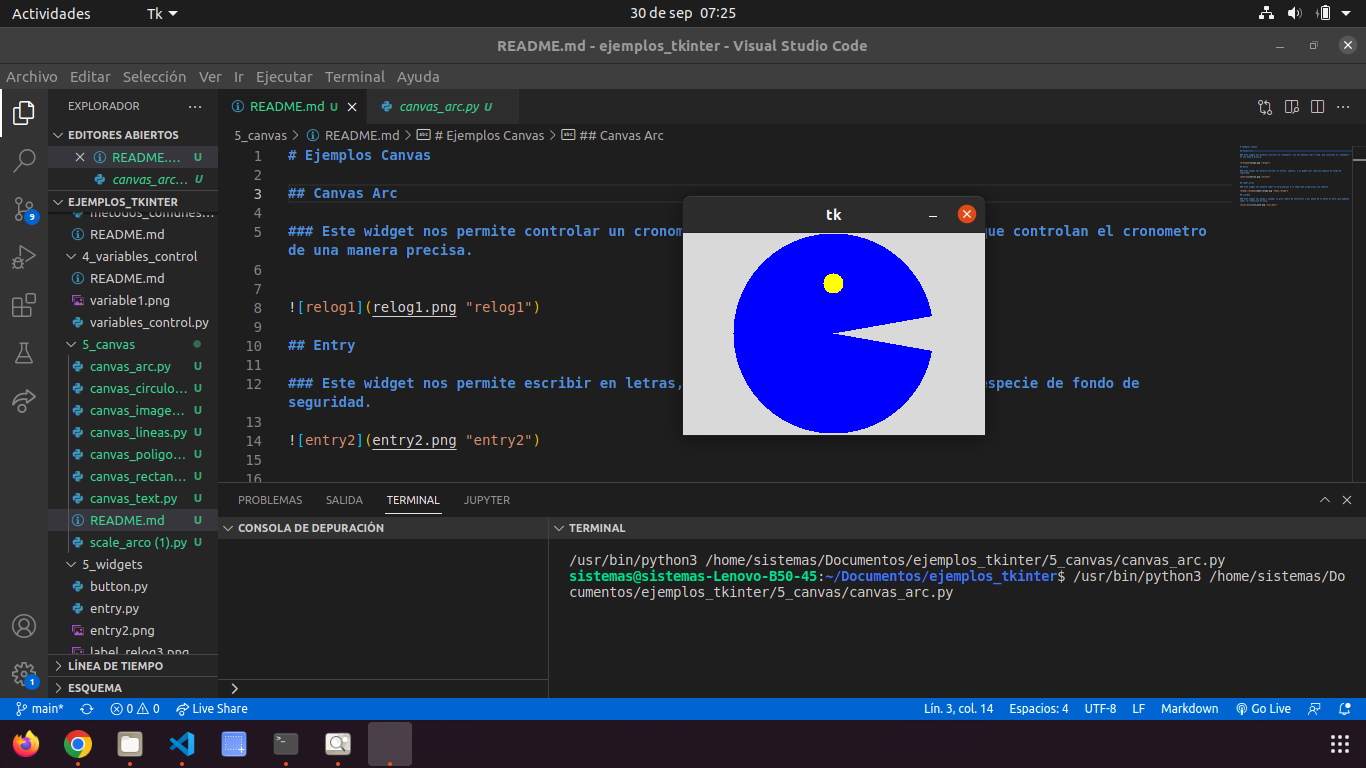 Actividades
Tk
30 de sep 07:25
README.md - ejemplos_tkinter - Visual Studio Code
Archivo Editar Selección Ver Ir Ejecutar Terminal Ayuda
EXPLORADOR
README.md U
canvas_arc.py U
EDITORES ABIERTOS
README.... U
canvas_arc... U
EJEMPLOS_TKINTER
metodos_comunes...
README.md
4_variables_control
README.md
variable1.png
variables_control.py
5_canvas
canvas_arc.py U
canvas_circulo... U
canvas_image... U
canvas_lineas.py U
canvas_poligo... U
canvas_rectan... U
canvas_text.py U
README.md U
scale_arco (1).py U
5_widgets
button.py
entry.py
entry2.png
label_relog3.png
LÍNEA DE TIEMPO
ESQUEMA
9
1
5_canvas > README.md > # Ejemplos Canvas > ## Canvas Arc
1 # Ejemplos Canvas
2
3 ## Canvas Arc
4
5 ### Este widget nos permite controlar un cronom que controlan el cronometro
de una manera precisa.
6
7
8 ![relog1](relog1.png "relog1")
9
10 ## Entry
11
12 ### Este widget nos permite escribir en letras, especie de fondo de
seguridad.
13
14 ![entry2](entry2.png "entry2")
15
16
tk
PROBLEMAS SALIDA TERMINAL JUPYTER
CONSOLA DE DEPURACIÓN
TERMINAL
/usr/bin/python3 /home/sistemas/Documentos/ejemplos_tkinter/5_canvas/canvas_arc.py
sistemas@sistemas-Lenovo-B50-45:~/Documentos/ejemplos_tkinter$ /usr/bin/python3 /home/sistemas/Do
cumentos/ejemplos_tkinter/5_canvas/canvas_arc.py
main* 0 0 Live Share
Lín. 3, col. 14 Espacios: 4 UTF-8 LF Markdown Go Live